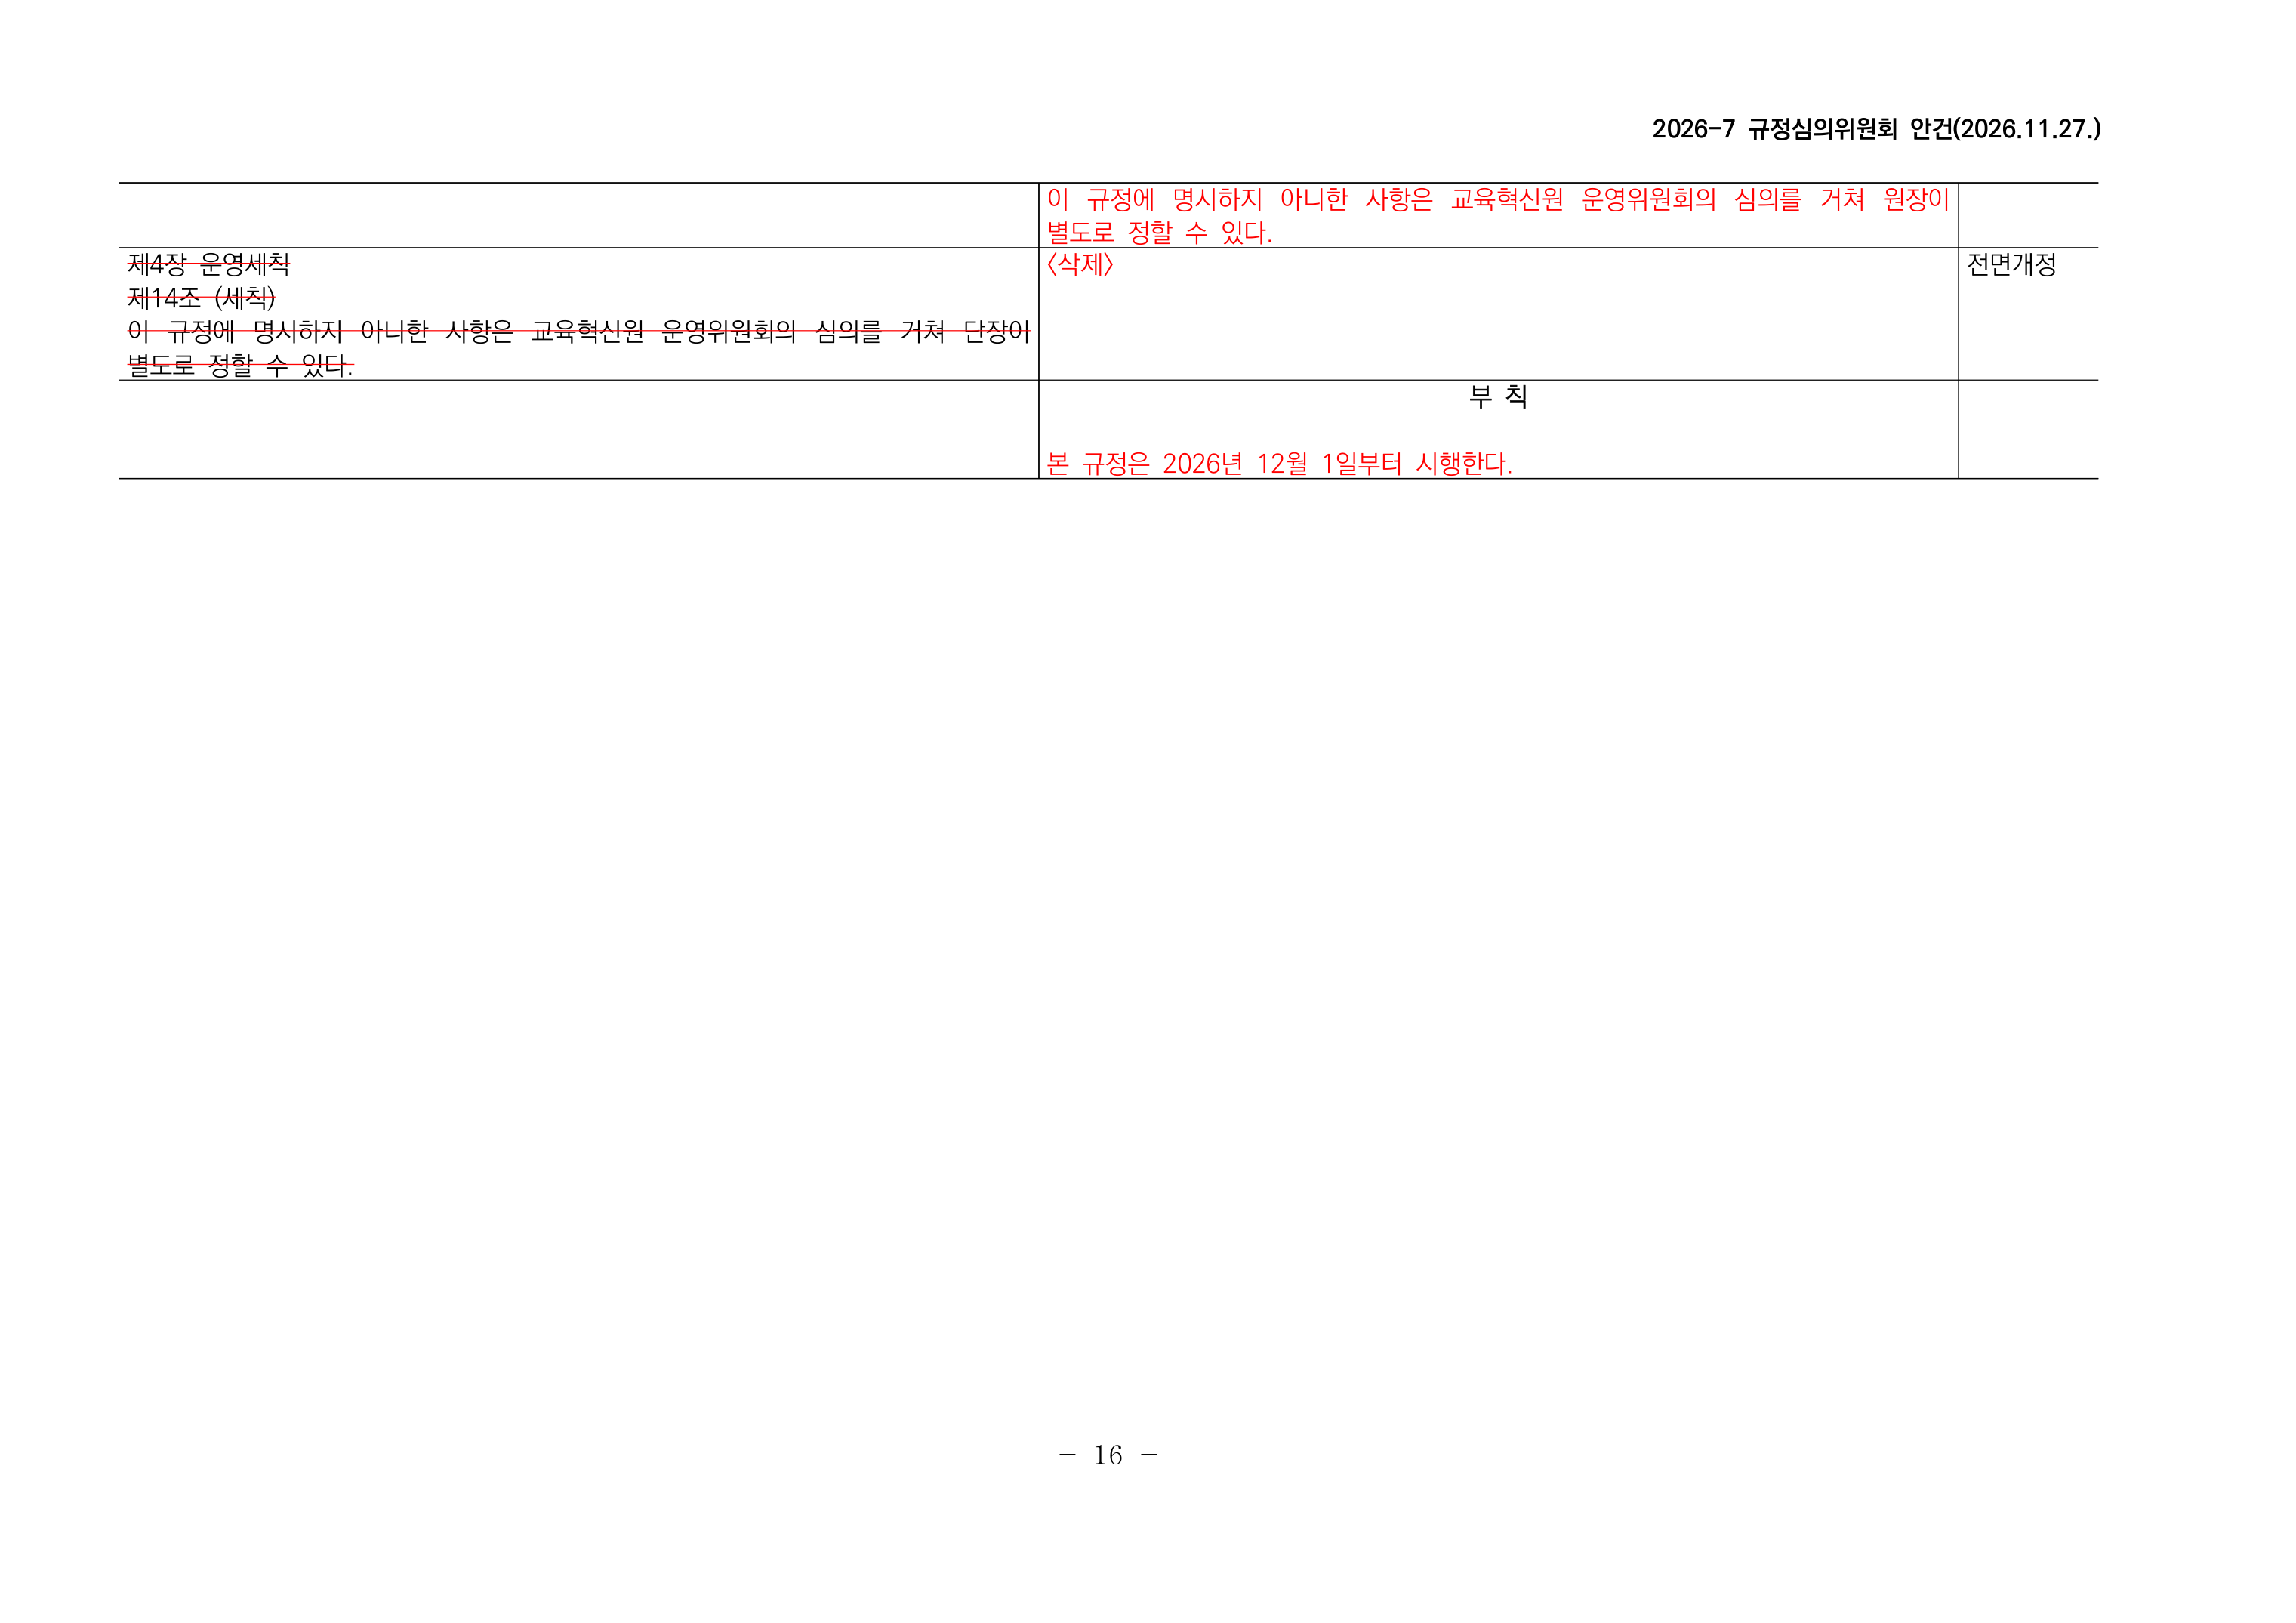 2026-7 규정심의위원회 안건(2026.11.27.)
이 규정에 명시하지 아니한 사항은 교육혁신원 운영위원회의 심의를 거쳐 원장이
별도로 정할 수 있다.
제4장 운영세칙
제14조 (세칙)
이 규정에 명시하지 아니한 사항은 교육혁신원 운영위원회의 심의를 거쳐 단장이
별도로 정할 수 있다.
〈삭제〉
전면개정
부 칙
본 규정은 2026년 12월 1일부터 시행한다.
- 16 -